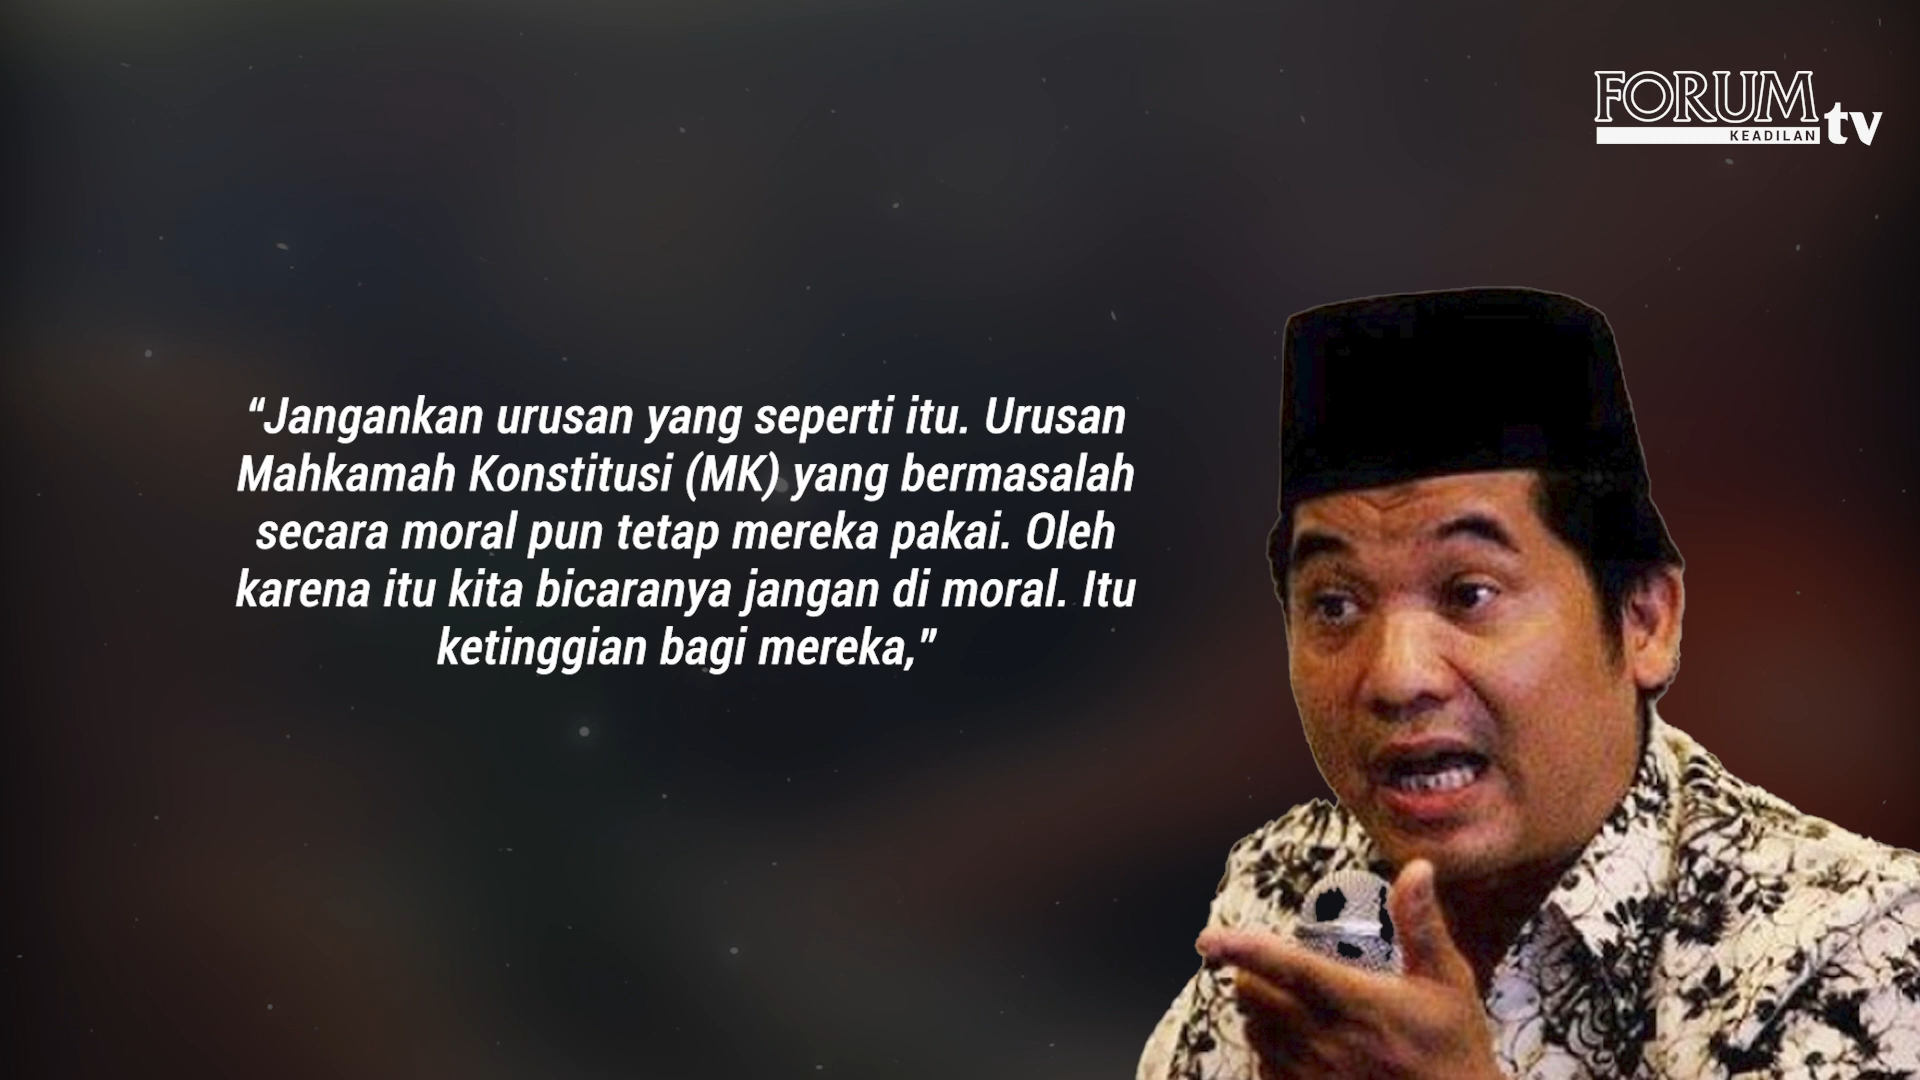 FORUM
KEADILAN
tv
“Jangankan urusan yang seperti itu. Urusan
Mahkamah Konstitusi (MK) yang bermasalah
secara moral pun tetap mereka pakai. Oleh
karena itu kita bicaranya jangan di moral. Itu
ketinggian bagi mereka,”